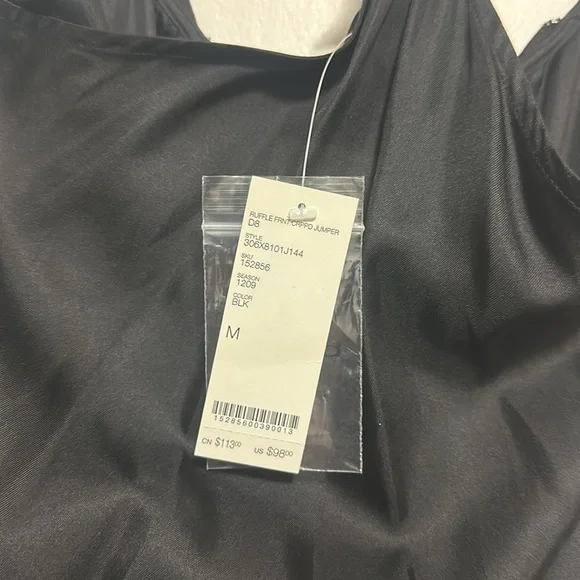 RUFFLE FRNT CRPPD JUMPER
D8
STYLE
306X8101J144
SKU
152856
SEASON
1209
COLOR
BLK
M
15285600390013
CN $113.00 US $98.00